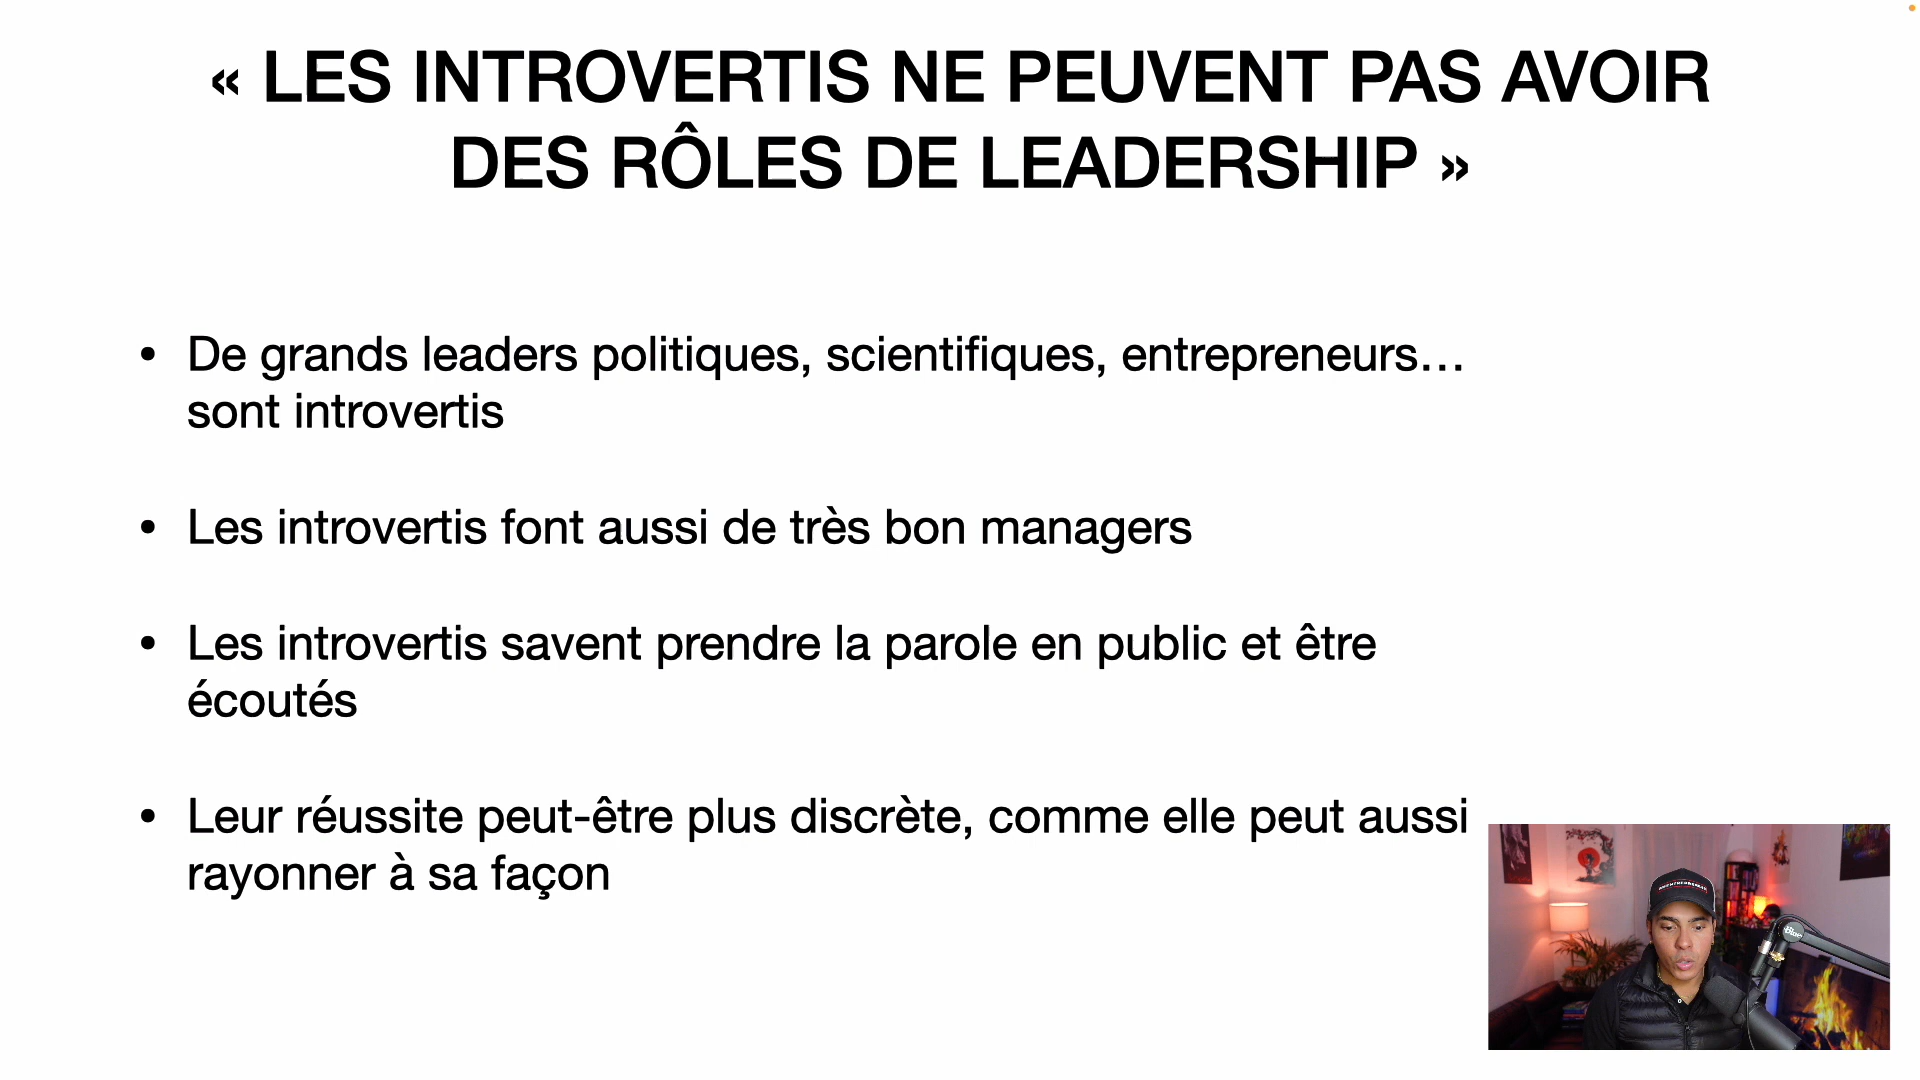 « LES INTROVERTIS NE PEUVENT PAS AVOIR
DES RÔLES DE LEADERSHIP »
• De grands leaders politiques, scientifiques, entrepreneurs…
sont introvertis
• Les introvertis font aussi de très bon managers
• Les introvertis savent prendre la parole en public et être
écoutés
• Leur réussite peut-être plus discrète, comme elle peut aussi
rayonner à sa façon
Blue